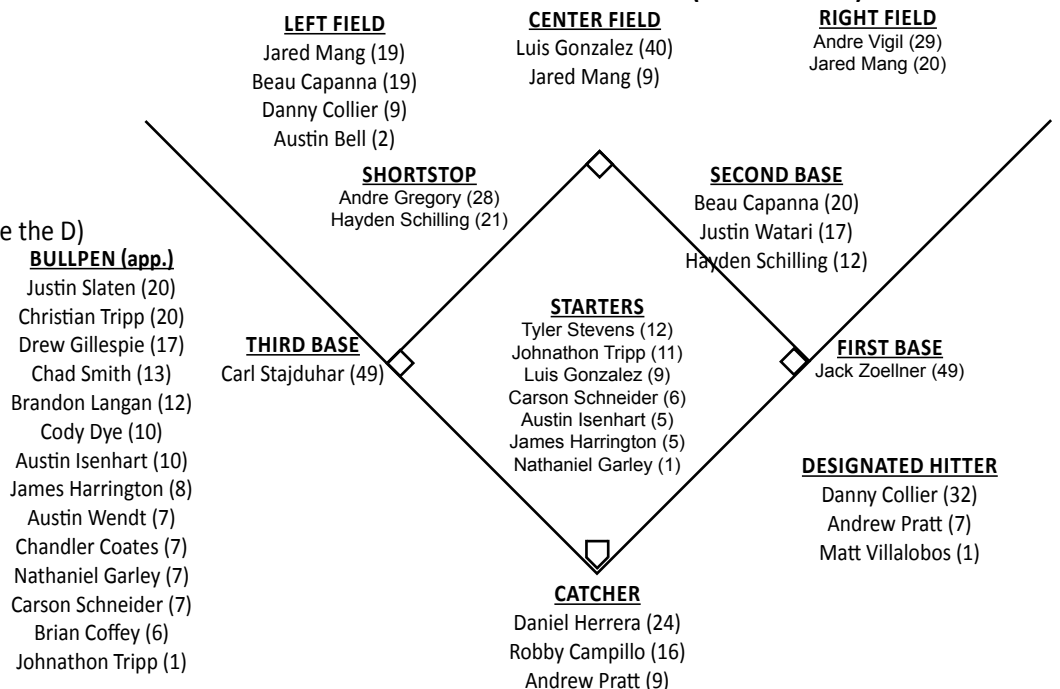 LEFT FIELD
Jared Mang (19)
Beau Capanna (19)
Danny Collier (9)
Austin Bell (2)
CENTER FIELD
Luis Gonzalez (40)
Jared Mang (9)
RIGHT FIELD
Andre Vigil (29)
Jared Mang (20)
SHORTSTOP
Andre Gregory (28)
Hayden Schilling (21)
SECOND BASE
Beau Capanna (20)
Justin Watari (17)
Hayden Schilling (12)
e the D)
BULLPEN (app.)
Justin Slaten (20)
Christian Tripp (20)
Drew Gillespie (17)
Chad Smith (13)
Brandon Langan (12)
Cody Dye (10)
Austin Isenhart (10)
James Harrington (8)
Austin Wendt (7)
Chandler Coates (7)
Nathaniel Garley (7)
Carson Schneider (7)
Brian Coffey (6)
Johnathon Tripp (1)
THIRD BASE
Carl Stajduhar (49)
STARTERS
Tyler Stevens (12)
Johnathon Tripp (11)
Luis Gonzalez (9)
Carson Schneider (6)
Austin Isenhart (5)
James Harrington (5)
Nathaniel Garley (1)
FIRST BASE
Jack Zoellner (49)
DESIGNATED HITTER
Danny Collier (32)
Andrew Pratt (7)
Matt Villalobos (1)
CATCHER
Daniel Herrera (24)
Robby Campillo (16)
Andrew Pratt (9)